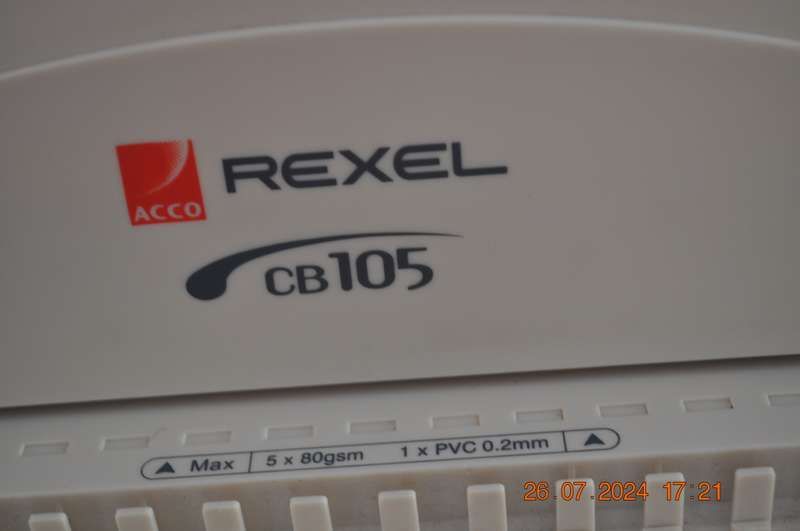 ACCO REXEL
CB105
Max 5 x 80gsm 1 x PVC 0.2mm
26.07.2024 17:21